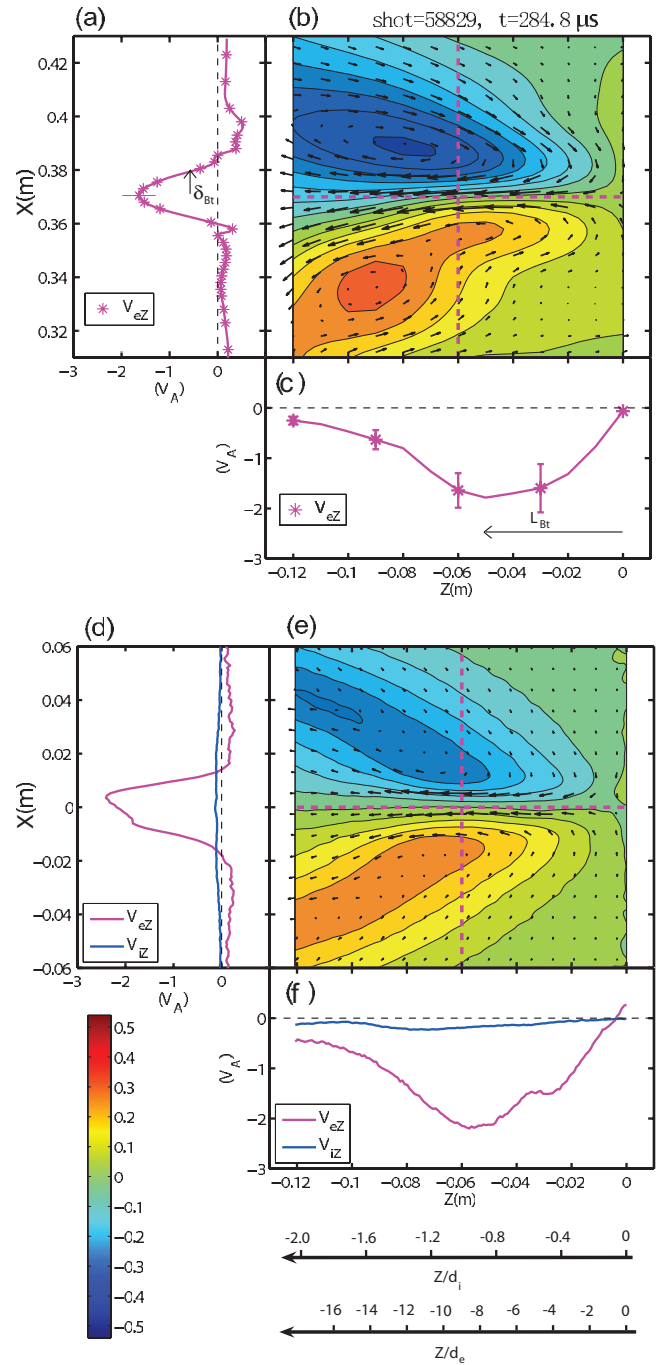 (a)
(b)
shot=58829, t=284.8 μs
X(m)
0.42
0.4
0.38
0.36
0.34
0.32
δBt
VeZ
−3 −2 −1 0
(VA)
(c)
0
−1
−2
−3
(VA)
VeZ
LBt
−0.12 −0.1 −0.08 −0.06 −0.04 −0.02 0
Z(m)
(d)
(e)
X(m)
0.06
0.04
0.02
0
−0.02
−0.04
−0.06
VeZ
ViZ
−3 −2 −1 0
(VA)
(f)
0
−1
−2
−3
(VA)
VeZ
ViZ
−0.12 −0.1 −0.08 −0.06 −0.04 −0.02 0
Z(m)
0.5
0.4
0.3
0.2
0.1
0
−0.1
−0.2
−0.3
−0.4
−0.5
-2.0 -1.6 -1.2 -0.8 -0.4 0
Z/di
-16 -14 -12 -10 -8 -6 -4 -2 0
Z/de